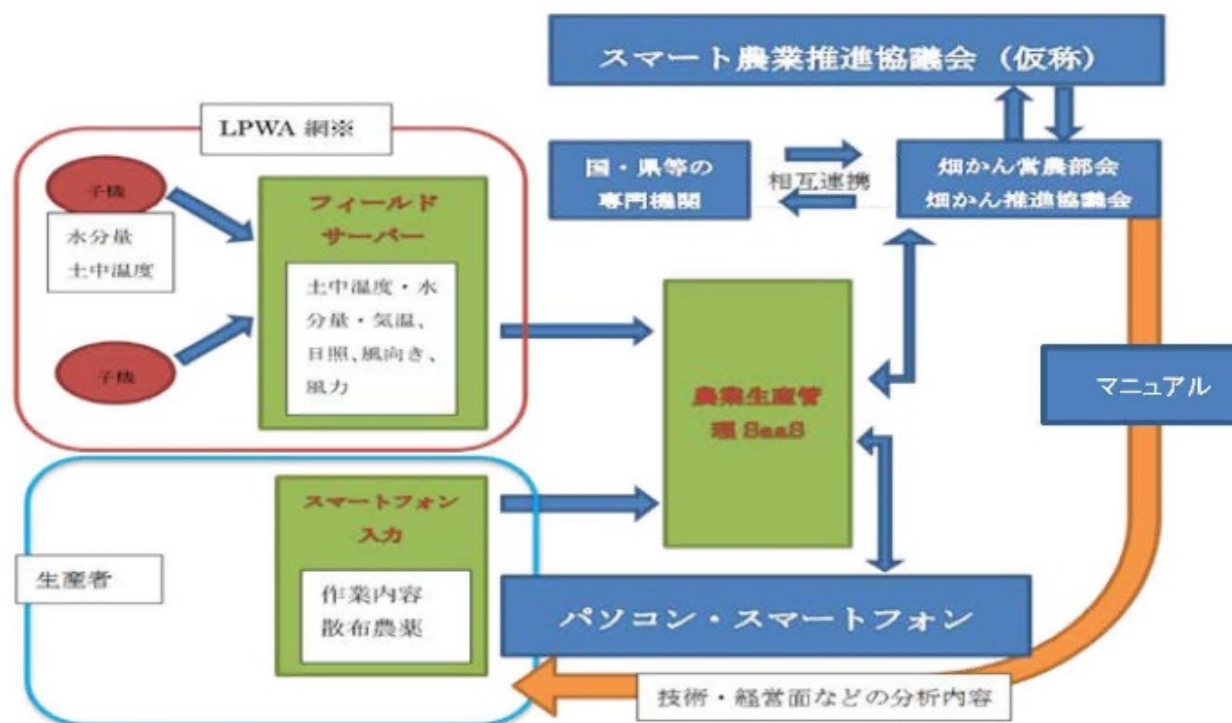 スマート農業推進協議会（仮称）
LPWA 網※
子機
水分量
土中温度
フィールド
サーバー
土中温度・水
分量・気温、
日照、風向き、
風力
子機
国・県等の
専門機関
相互連携
畑かん営農部会
畑かん推進協議会
農業生産管
理 SaaS
マニュアル
スマートフォン
入力
作業内容
散布農薬
生産者
パソコン・スマートフォン
技術・経営面などの分析内容